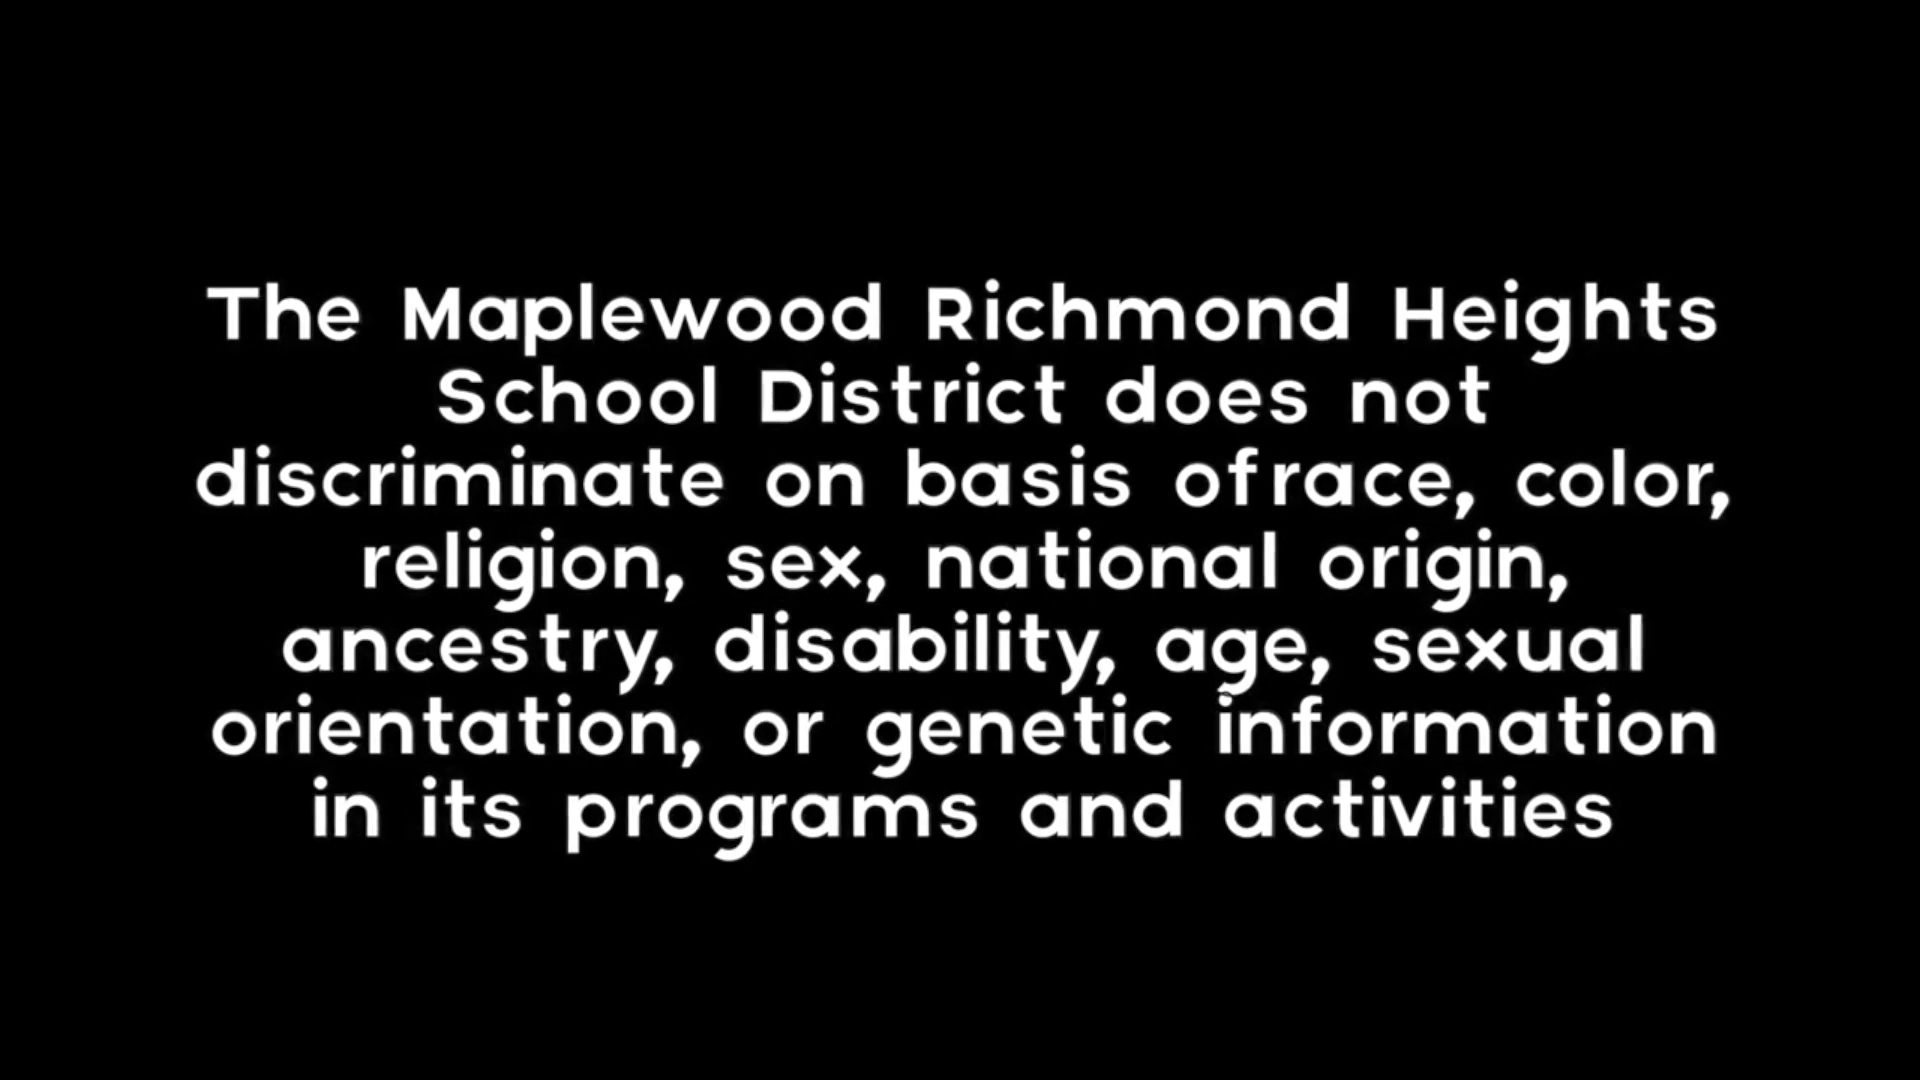 The Maplewood Richmond Heights
School District does not
discriminate on basis ofrace, color,
religion, sex, national origin,
ancestry, disability, age, sexual
orientation, or genetic information
in its programs and activities